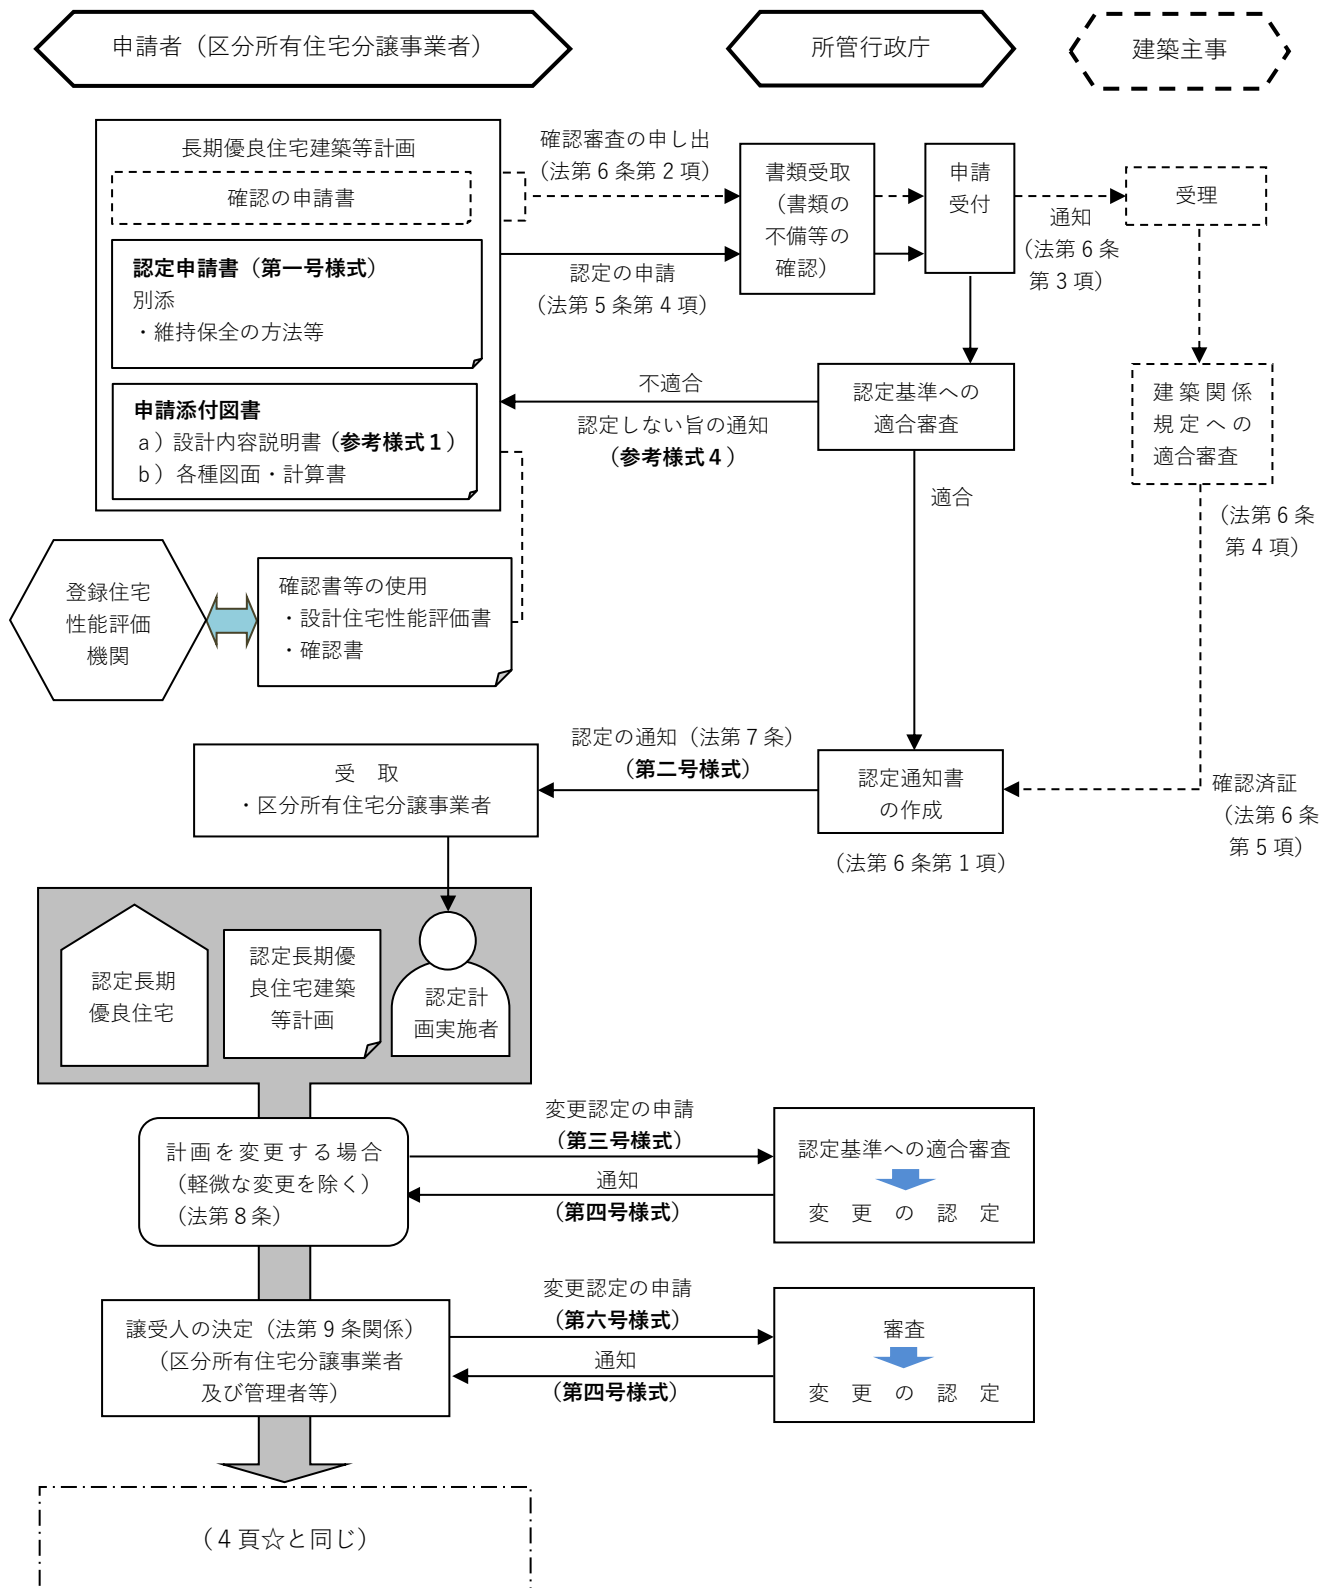 申請者（区分所有住宅分譲事業者）
所管行政庁
建築主事
長期優良住宅建築等計画
確認の申請書
認定申請書（第一号様式）
別添
・維持保全の方法等
申請添付図書
a）設計内容説明書（参考様式１）
b）各種図面・計算書
確認審査の申し出
（法第６条第２項）
認定の申請
（法第５条第４項）
書類受取
（書類の
不備等の
確認）
申請
受付
通知
（法第６条
第３項）
受理
不適合
認定しない旨の通知
（参考様式４）
認定基準への
適合審査
適合
建築関係
規定への
適合審査
（法第６条
第４項）
登録住宅
性能評価
機関
確認書等の使用
・設計住宅性能評価書
・確認書
認定の通知（法第７条）
（第二号様式）
受　取
・区分所有住宅分譲事業者
認定通知書
の作成
（法第６条第１項）
確認済証
（法第６条
第５項）
認定長期
優良住宅
認定長期優
良住宅建築
等計画
認定計
画実施者
計画を変更する場合
（軽微な変更を除く）
（法第８条）
変更認定の申請
（第三号様式）
通知
（第四号様式）
認定基準への適合審査
変　更　の　認　定
譲受人の決定（法第９条関係）
（区分所有住宅分譲事業者
及び管理者等）
変更認定の申請
（第六号様式）
通知
（第四号様式）
審査
変　更　の　認　定
（４頁☆と同じ）